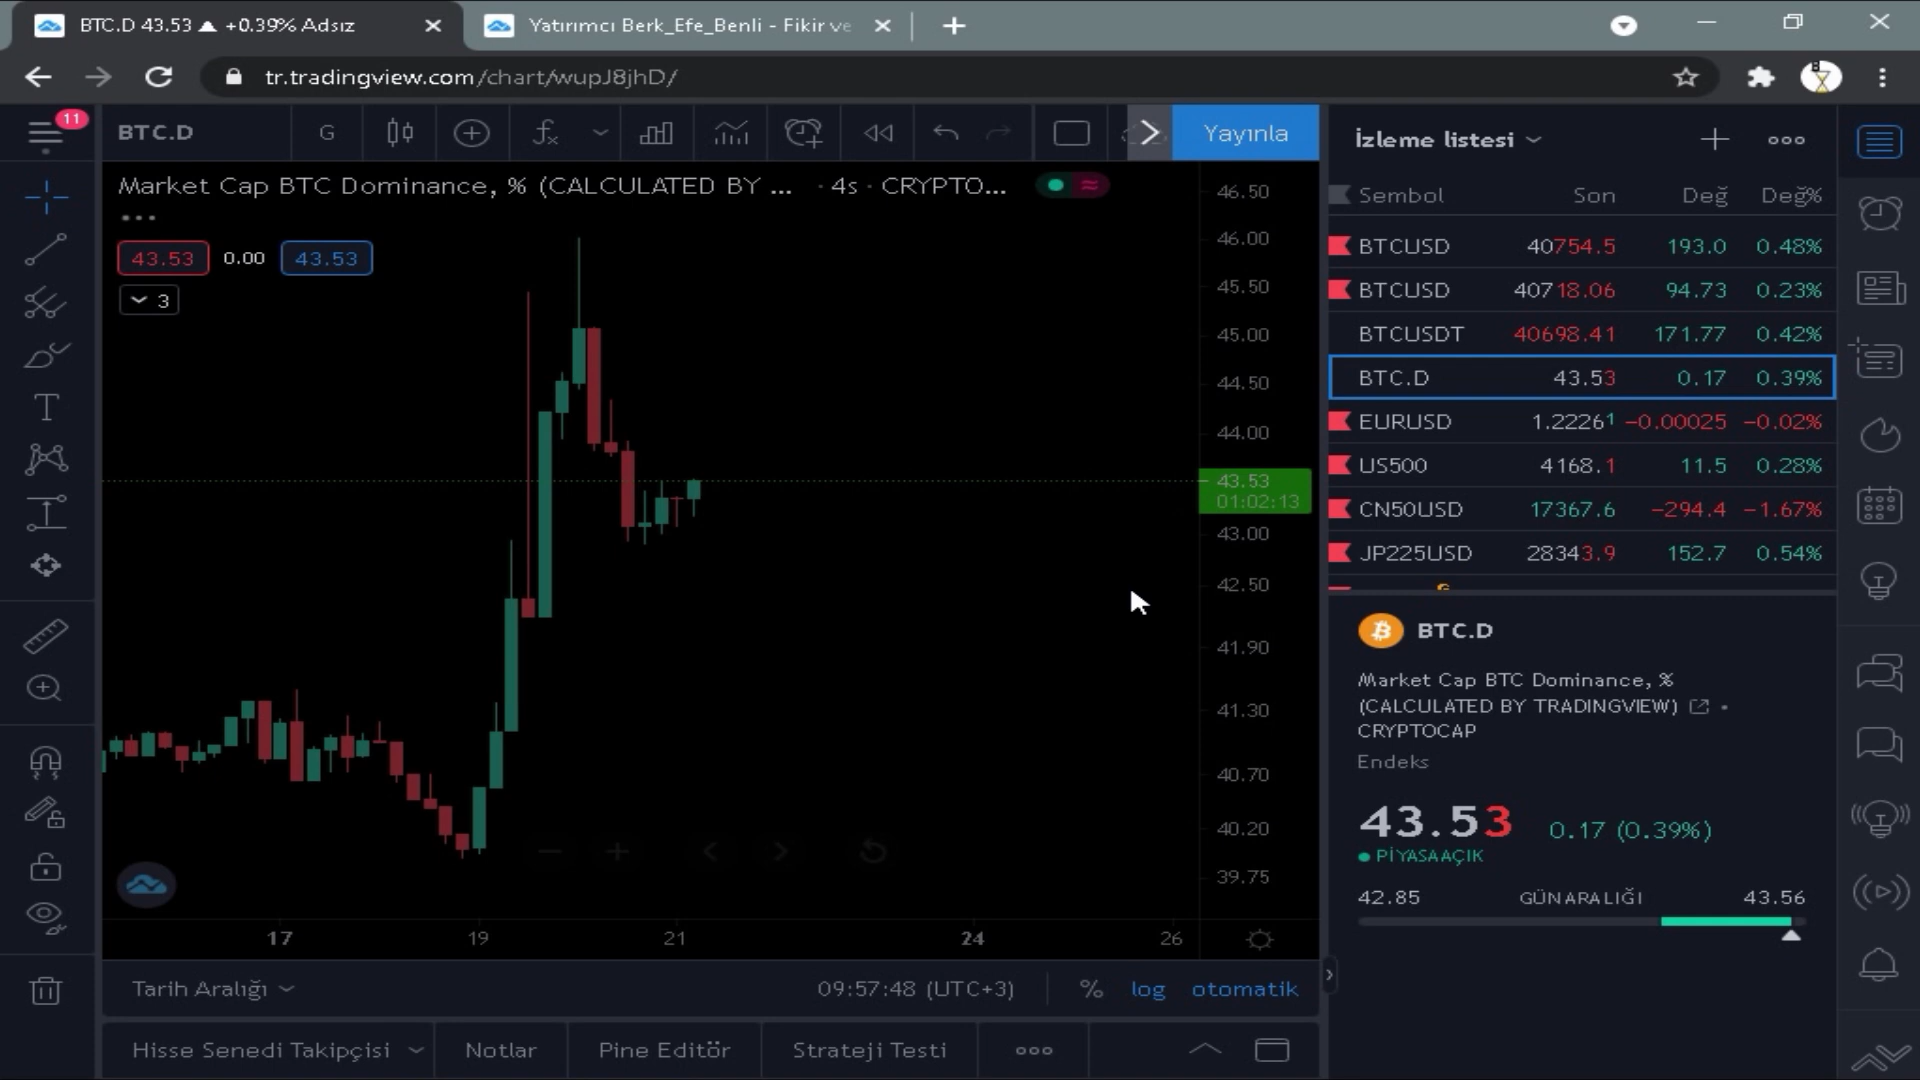 BTC.D 43.53 ▲ +0.39% Adsız
Yatırımcı Berk_Efe_Benli - Fikir ve
tr.tradingview.com/chart/wupJ8jhD/
11
BTC.D
G
Yayınla
Market Cap BTC Dominance, % (CALCULATED BY ... · 4s · CRYPTO...
43.53 0.00 43.53
3
46.50
46.00
45.50
45.00
44.50
44.00
43.53
01:02:13
43.00
42.50
41.90
41.30
40.70
40.20
39.75
17 19 21 24 26
Tarih Aralığı
09:57:48 (UTC+3)
% log otomatik
Hisse Senedi Takipçisi
Notlar
Pine Editör
Strateji Testi
İzleme listesi
Sembol Son Değ Değ%
BTCUSD 40754.5 193.0 0.48%
BTCUSD 40718.06 94.73 0.23%
BTCUSDT 40698.41 171.77 0.42%
BTC.D 43.53 0.17 0.39%
EURUSD 1.22261 −0.00025 −0.02%
US500 4168.1 11.5 0.28%
CN50USD 17367.6 −294.4 −1.67%
JP225USD 28343.9 152.7 0.54%
BTC.D
Market Cap BTC Dominance, %
(CALCULATED BY TRADINGVIEW) •
CRYPTOCAP
Endeks
43.53 0.17 (0.39%)
PİYASA AÇIK
42.85 GÜN ARALIĞI 43.56